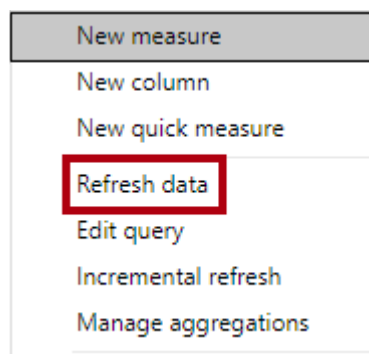 New measure
New column
New quick measure
Refresh data
Edit query
Incremental refresh
Manage aggregations